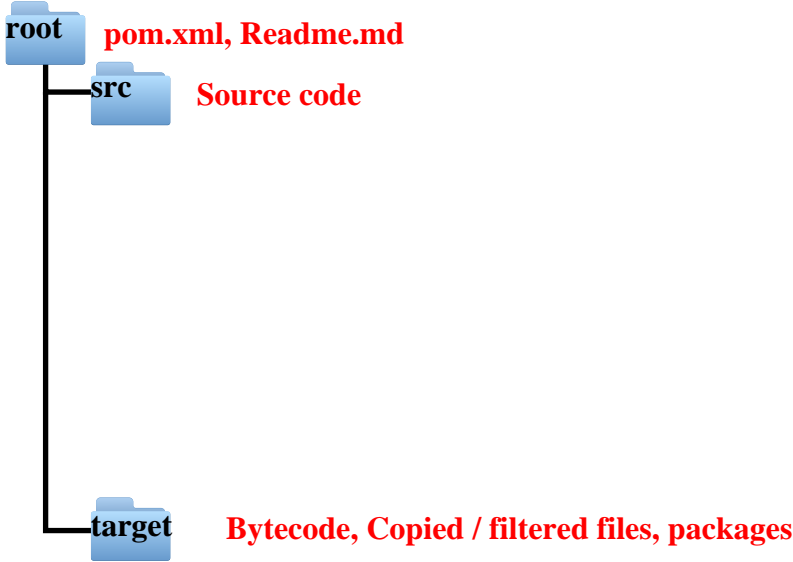 root
pom.xml, Readme.md
src
Source code
target
Bytecode, Copied / filtered files, packages